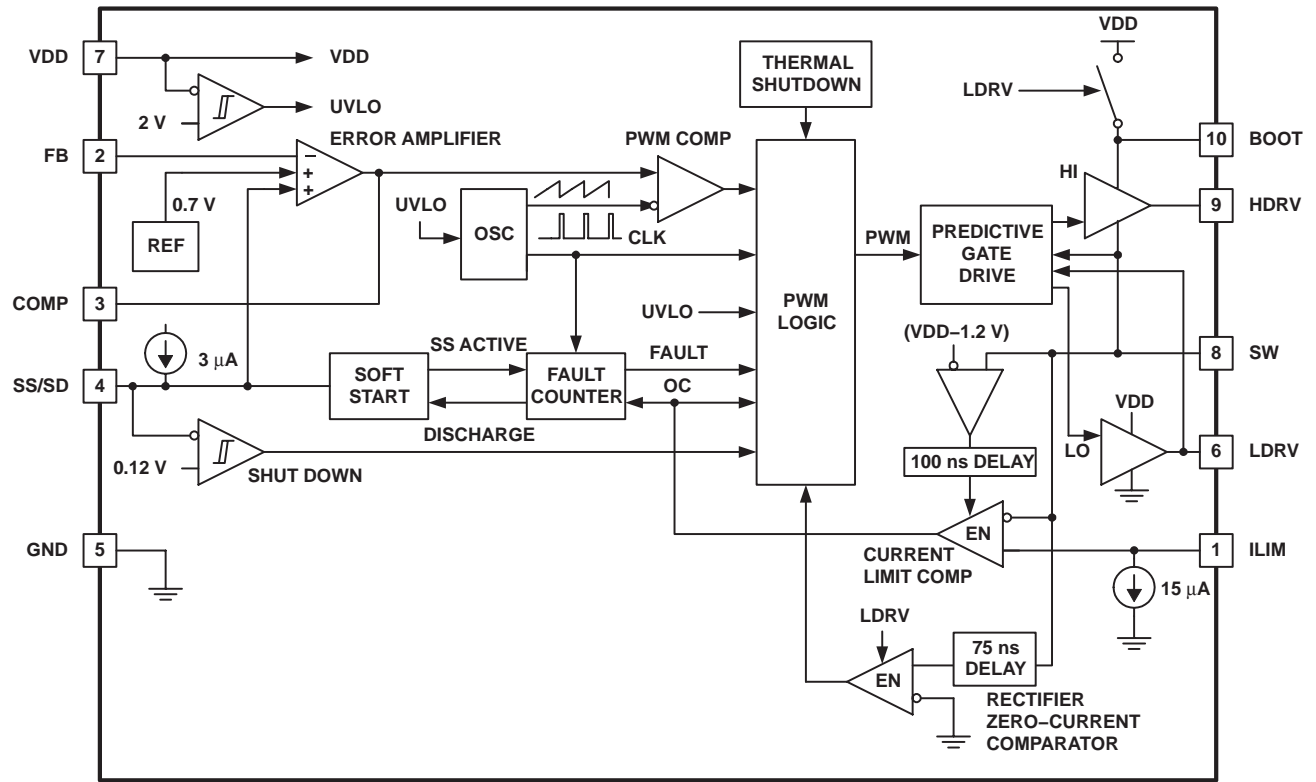 VDD
7
VDD
UVLO
2 V
ERROR AMPLIFIER
FB
2
−
+
+
0.7 V
REF
COMP
3
3 μA
SS/SD
4
0.12 V
SHUT DOWN
GND
5
THERMAL
SHUTDOWN
PWM COMP
UVLO
OSC
CLK
UVLO
PWM
LOGIC
SS ACTIVE
FAULT
SOFT
START
FAULT
COUNTER
OC
DISCHARGE
VDD
LDRV
10
BOOT
HI
9
HDRV
PWM
PREDICTIVE
GATE
DRIVE
(VDD−1.2 V)
8
SW
VDD
LO
6
LDRV
100 ns DELAY
EN
CURRENT
LIMIT COMP
1
ILIM
15 μA
LDRV
EN
75 ns
DELAY
RECTIFIER
ZERO−CURRENT
COMPARATOR